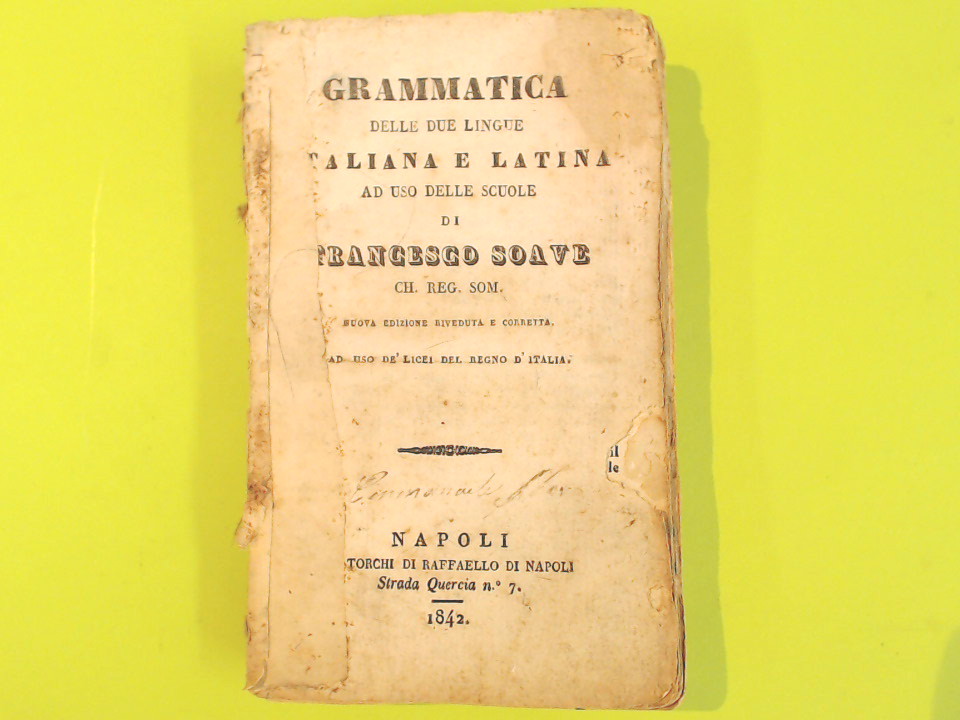 GRAMMATICA
DELLE DUE LINGUE
TALIANA E LATINA
AD USO DELLE SCUOLE
DI
FRANCESCO SOAVE
CH. REG. SOM.
NUOVA EDIZIONE RIVEDUTA E CORRETTA,
AD USO DE' LICEI DEL REGNO D'ITALIA.
il
le
NAPOLI
TORCHI DI RAFFAELLO DI NAPOLI
Strada Quercia n.° 7.
1842.